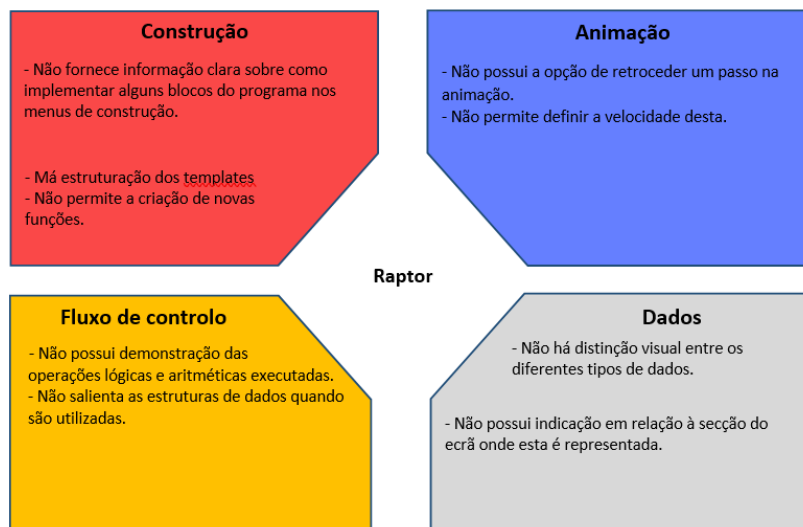 Construção
- Não fornece informação clara sobre como
implementar alguns blocos do programa nos
menus de construção.
- Má estruturação dos templates
- Não permite a criação de novas
funções.
Animação
- Não possui a opção de retroceder um passo na
animação.
- Não permite definir a velocidade desta.
Raptor
Fluxo de controlo
- Não possui demonstração das
operações lógicas e aritméticas executadas.
- Não salienta as estruturas de dados quando
são utilizadas.
Dados
- Não há distinção visual entre os
diferentes tipos de dados.
- Não possui indicação em relação à secção do
ecrã onde esta é representada.